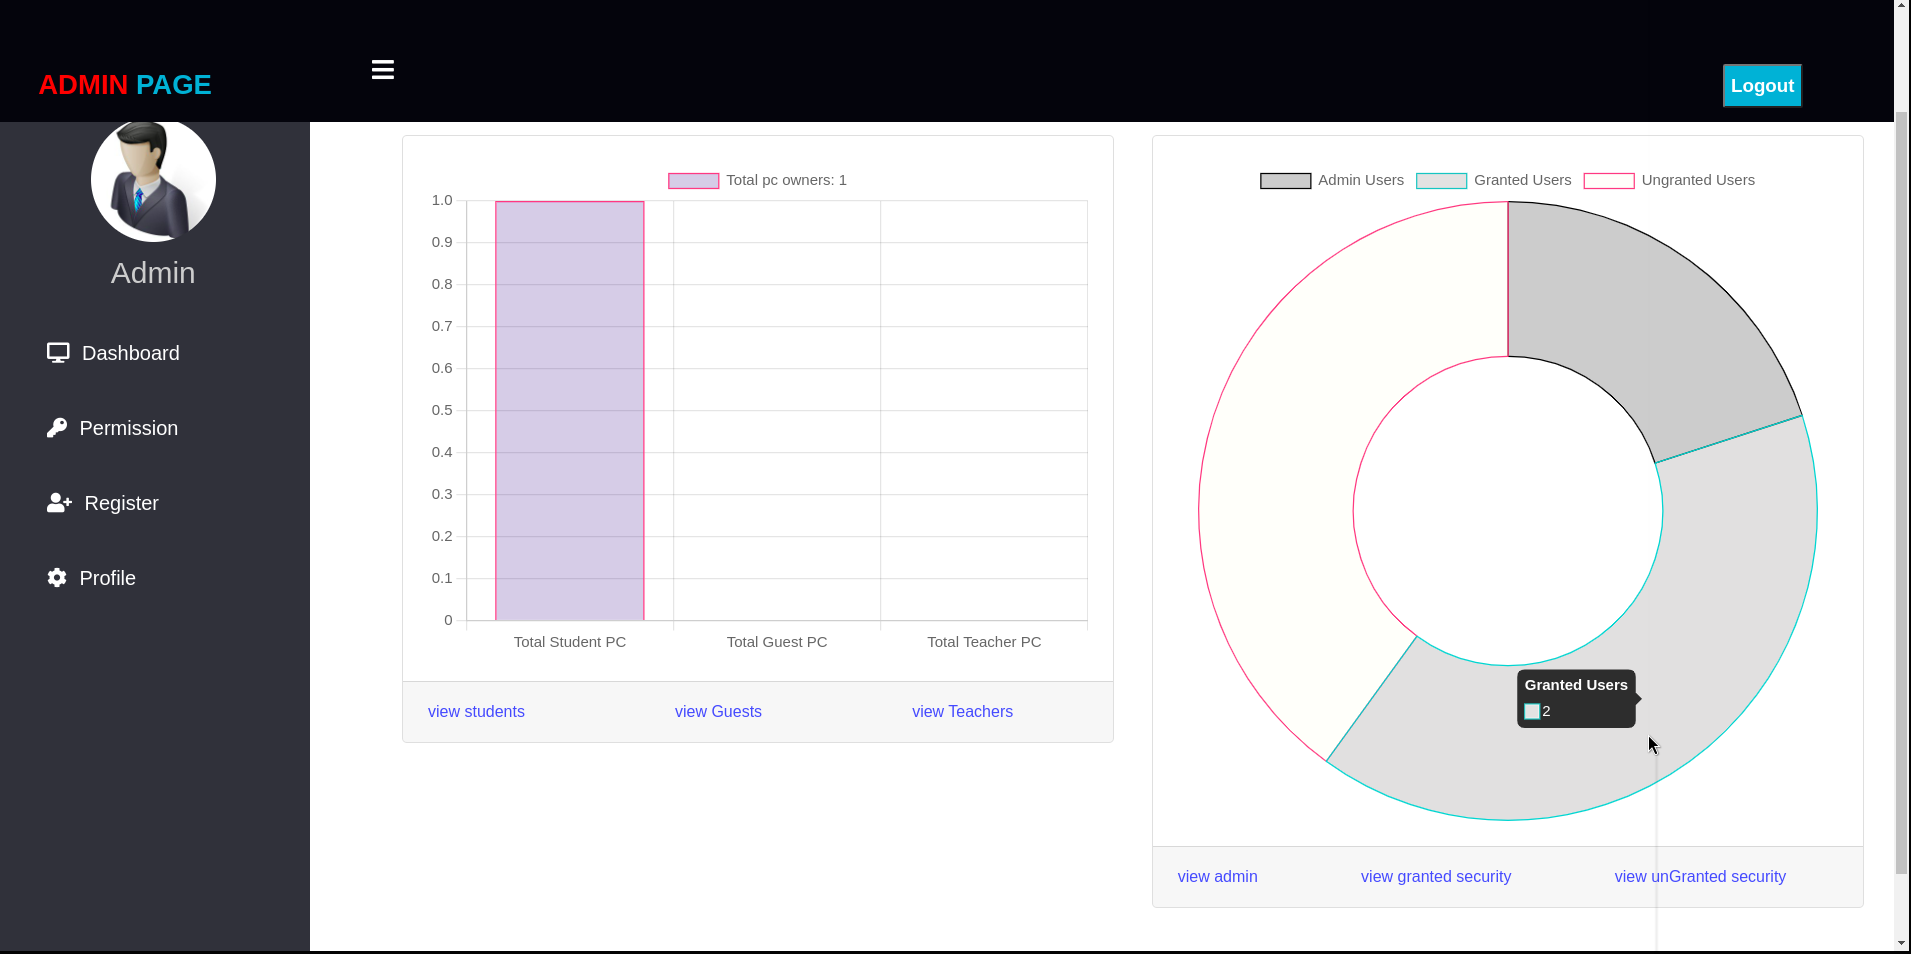 ADMIN PAGE
Logout
Admin
Dashboard
Permission
Register
Profile
Total pc owners: 1
1.0
0.9
0.8
0.7
0.6
0.5
0.4
0.3
0.2
0.1
0
Total Student PC Total Guest PC Total Teacher PC
view students view Guests view Teachers
Admin Users Granted Users Ungranted Users
Granted Users
2
view admin view granted security view unGranted security